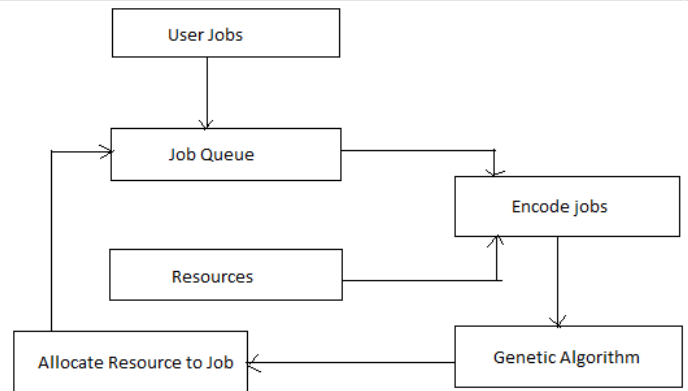 User Jobs
Job Queue
Encode jobs
Resources
Allocate Resource to Job
Genetic Algorithm